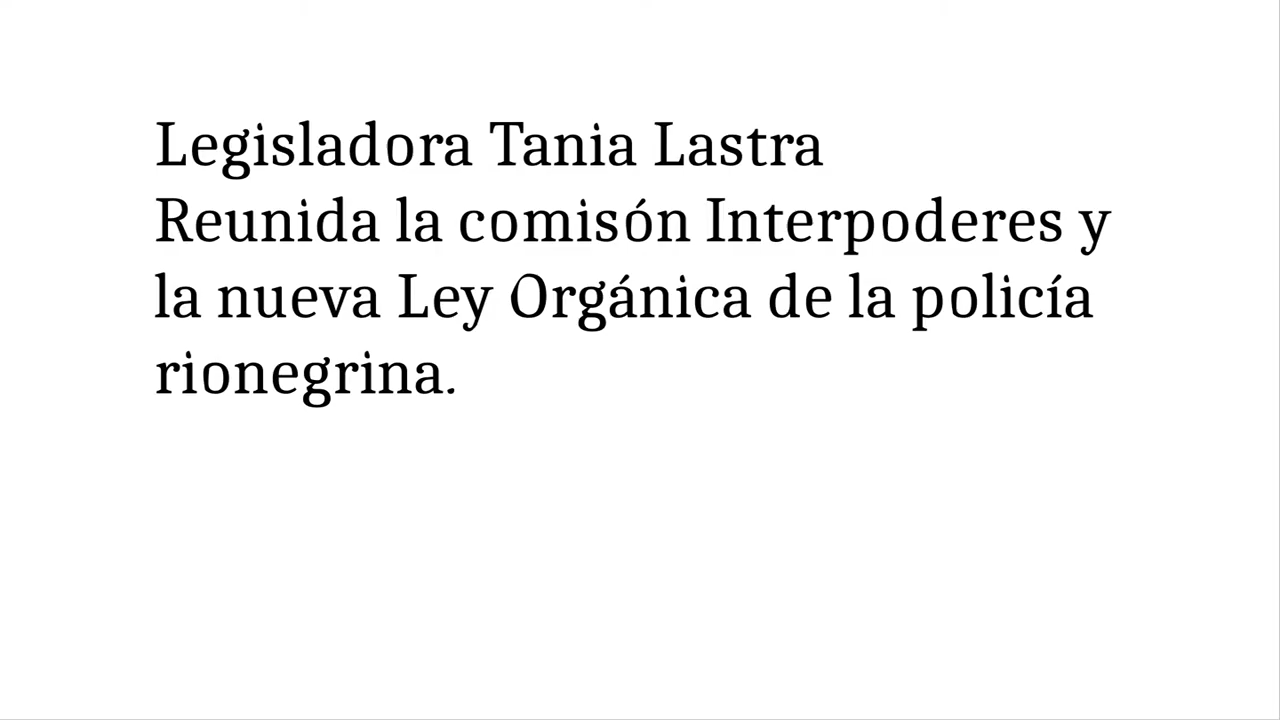 Legisladora Tania Lastra
Reunida la comisón Interpoderes y
la nueva Ley Orgánica de la policía
rionegrina.